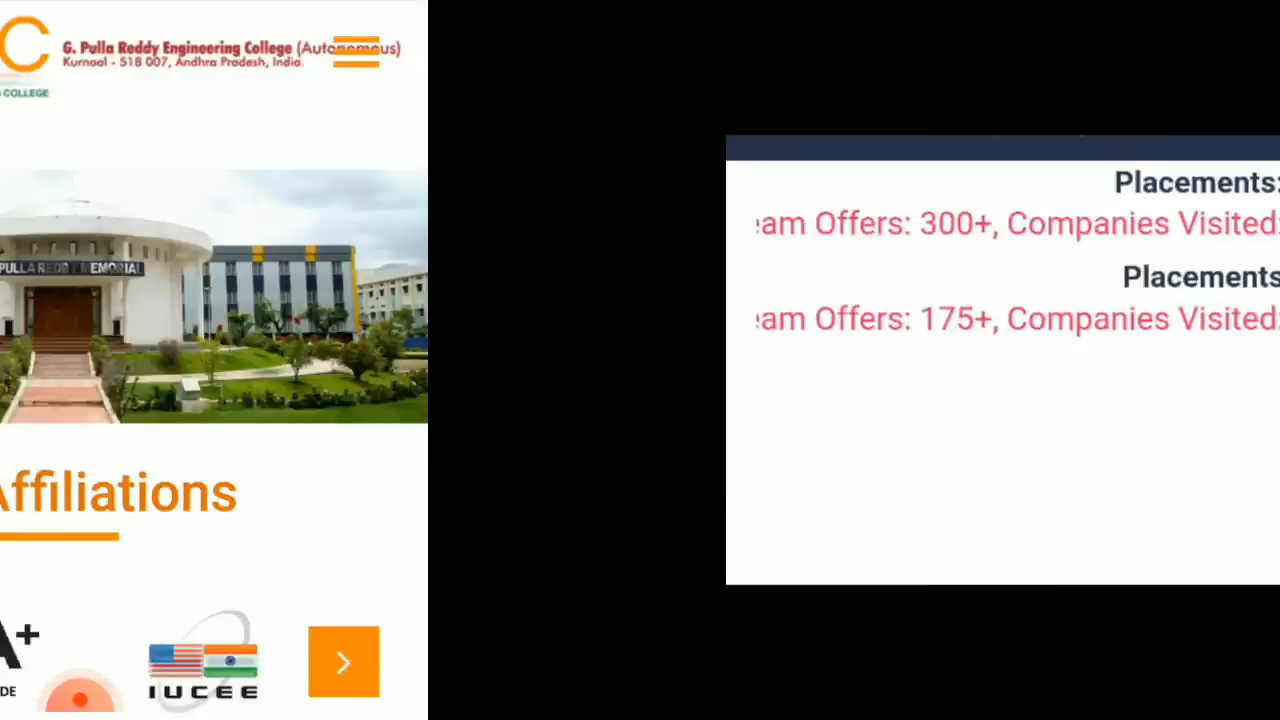 C
G. Pulla Reddy Engineering College (Autonomous)
Kurnool - 518 007, Andhra Pradesh, India.
COLLEGE
PULLA REDDY MEMORIAL
Affiliations
A+
DE
IUCEE
Placements:
eam Offers: 300+, Companies Visited:
Placements
eam Offers: 175+, Companies Visited: